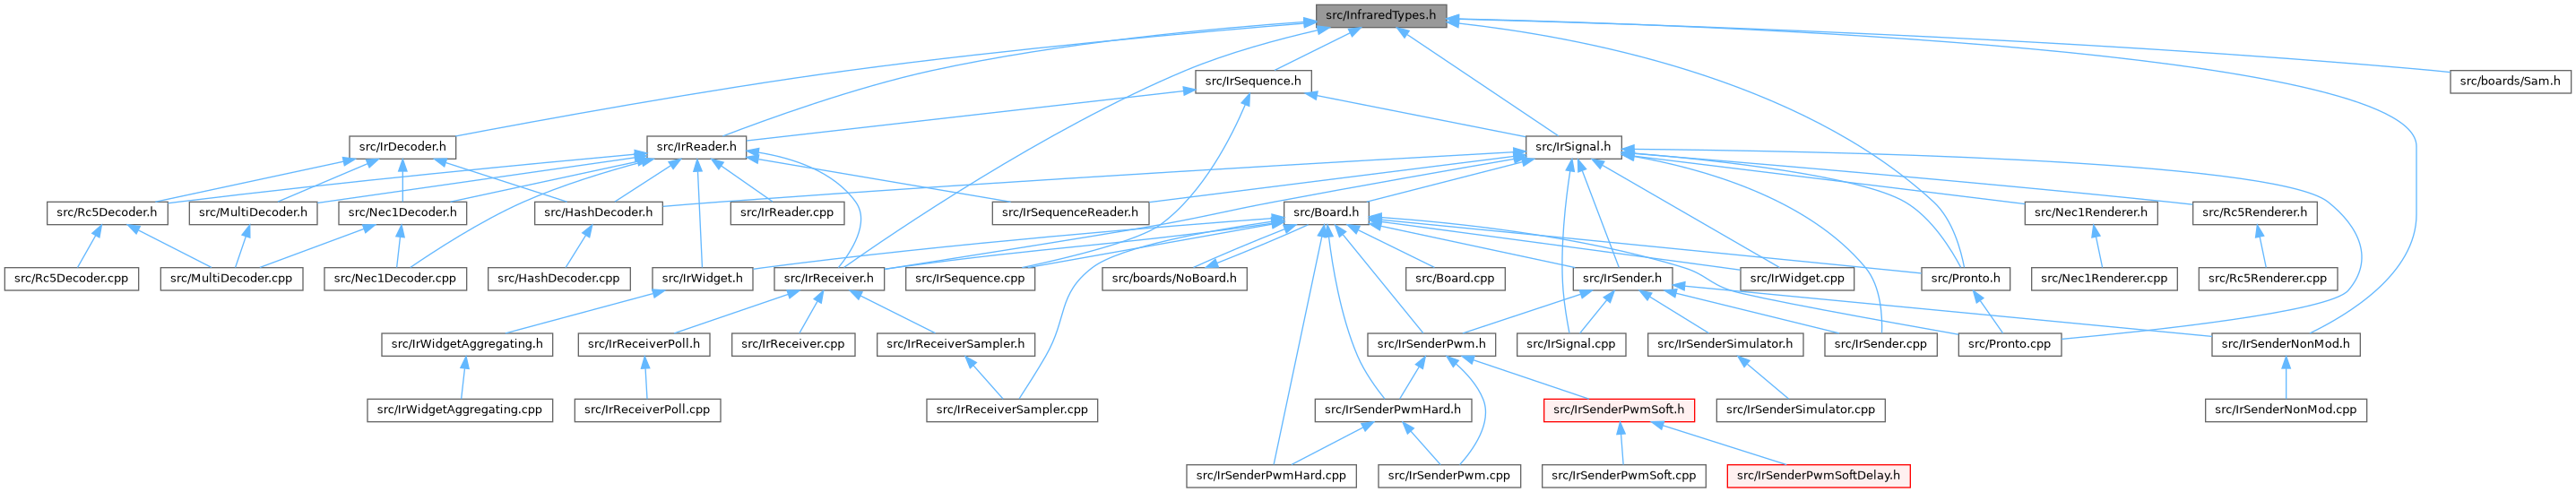 src/InfraredTypes.h
src/IrSequence.h
src/boards/Sam.h
src/IrDecoder.h
src/IrReader.h
src/IrSignal.h
src/Rc5Decoder.h
src/MultiDecoder.h
src/Nec1Decoder.h
src/HashDecoder.h
src/IrReader.cpp
src/IrSequenceReader.h
src/Board.h
src/Nec1Renderer.h
src/Rc5Renderer.h
src/Rc5Decoder.cpp
src/MultiDecoder.cpp
src/Nec1Decoder.cpp
src/HashDecoder.cpp
src/IrWidget.h
src/IrReceiver.h
src/IrSequence.cpp
src/boards/NoBoard.h
src/Board.cpp
src/IrSender.h
src/IrWidget.cpp
src/Pronto.h
src/Nec1Renderer.cpp
src/Rc5Renderer.cpp
src/IrWidgetAggregating.h
src/IrReceiverPoll.h
src/IrReceiver.cpp
src/IrReceiverSampler.h
src/IrSenderPwm.h
src/IrSignal.cpp
src/IrSenderSimulator.h
src/IrSender.cpp
src/Pronto.cpp
src/IrSenderNonMod.h
src/IrWidgetAggregating.cpp
src/IrReceiverPoll.cpp
src/IrReceiverSampler.cpp
src/IrSenderPwmHard.h
src/IrSenderPwmSoft.h
src/IrSenderSimulator.cpp
src/IrSenderNonMod.cpp
src/IrSenderPwmHard.cpp
src/IrSenderPwm.cpp
src/IrSenderPwmSoft.cpp
src/IrSenderPwmSoftDelay.h